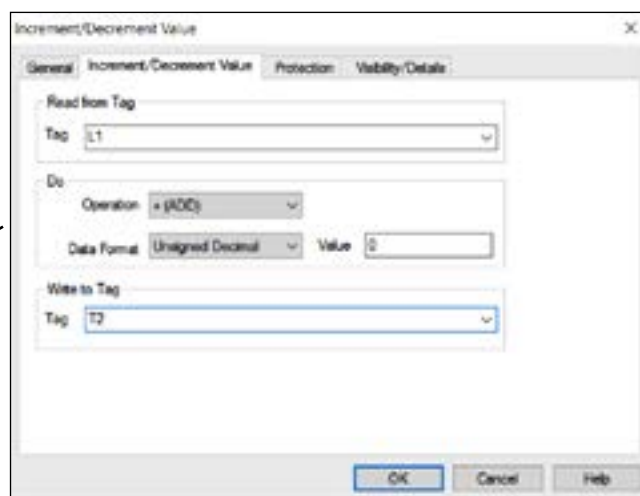 Increment/Decrement Value
General Increment/Decrement Value Protection Visibility/Details
Read from Tag
Tag L1
Do
Operation + (ADD)
Data Format Unsigned Decimal Value 0
Write to Tag
Tag T2
OK Cancel Help